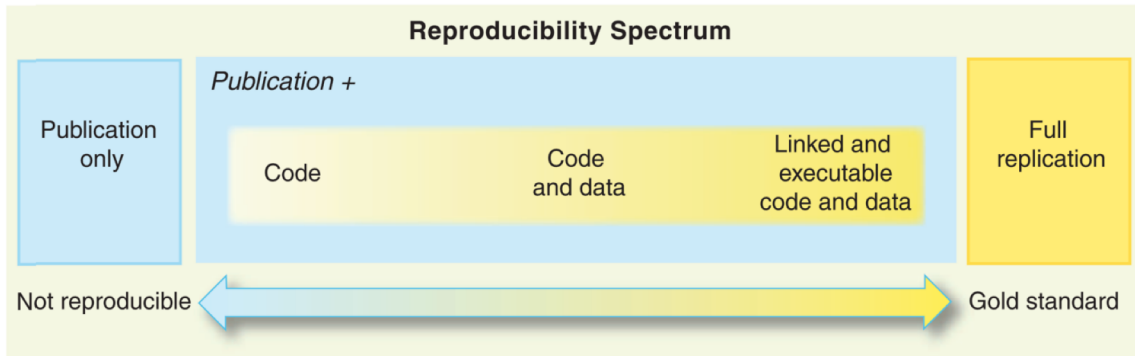 Reproducibility Spectrum
Publication
only
Publication +
Code
Code
and data
Linked and
executable
code and data
Full
replication
Not reproducible
Gold standard